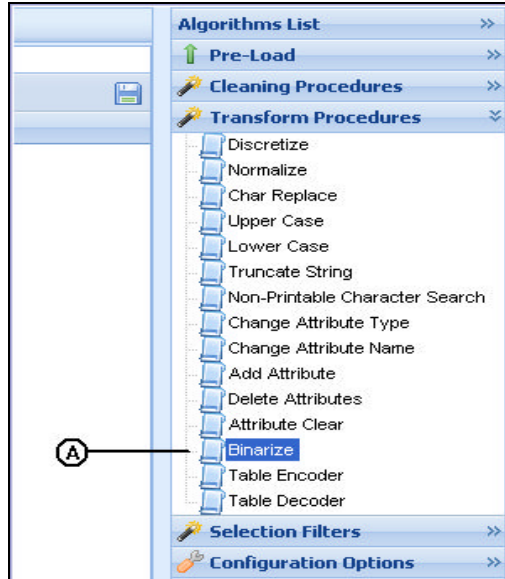 Algorithms List
Pre-Load
Cleaning Procedures
Transform Procedures
Discretize
Normalize
Char Replace
Upper Case
Lower Case
Truncate String
Non-Printable Character Search
Change Attribute Type
Change Attribute Name
Add Attribute
Delete Attributes
Attribute Clear
A
Binarize
Table Encoder
Table Decoder
Selection Filters
Configuration Options